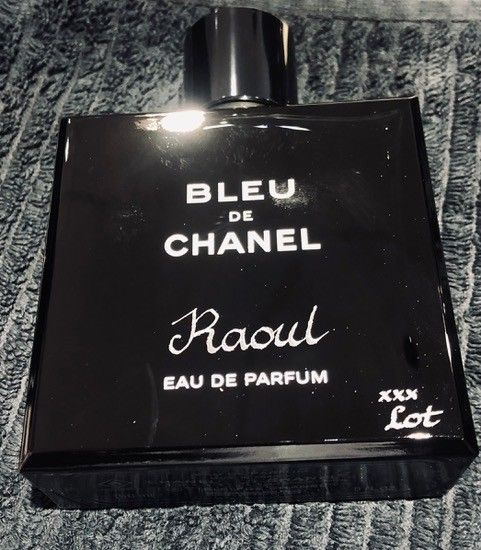 BLEU
DE
CHANEL
Raoul
EAU DE PARFUM
xxx
Lot